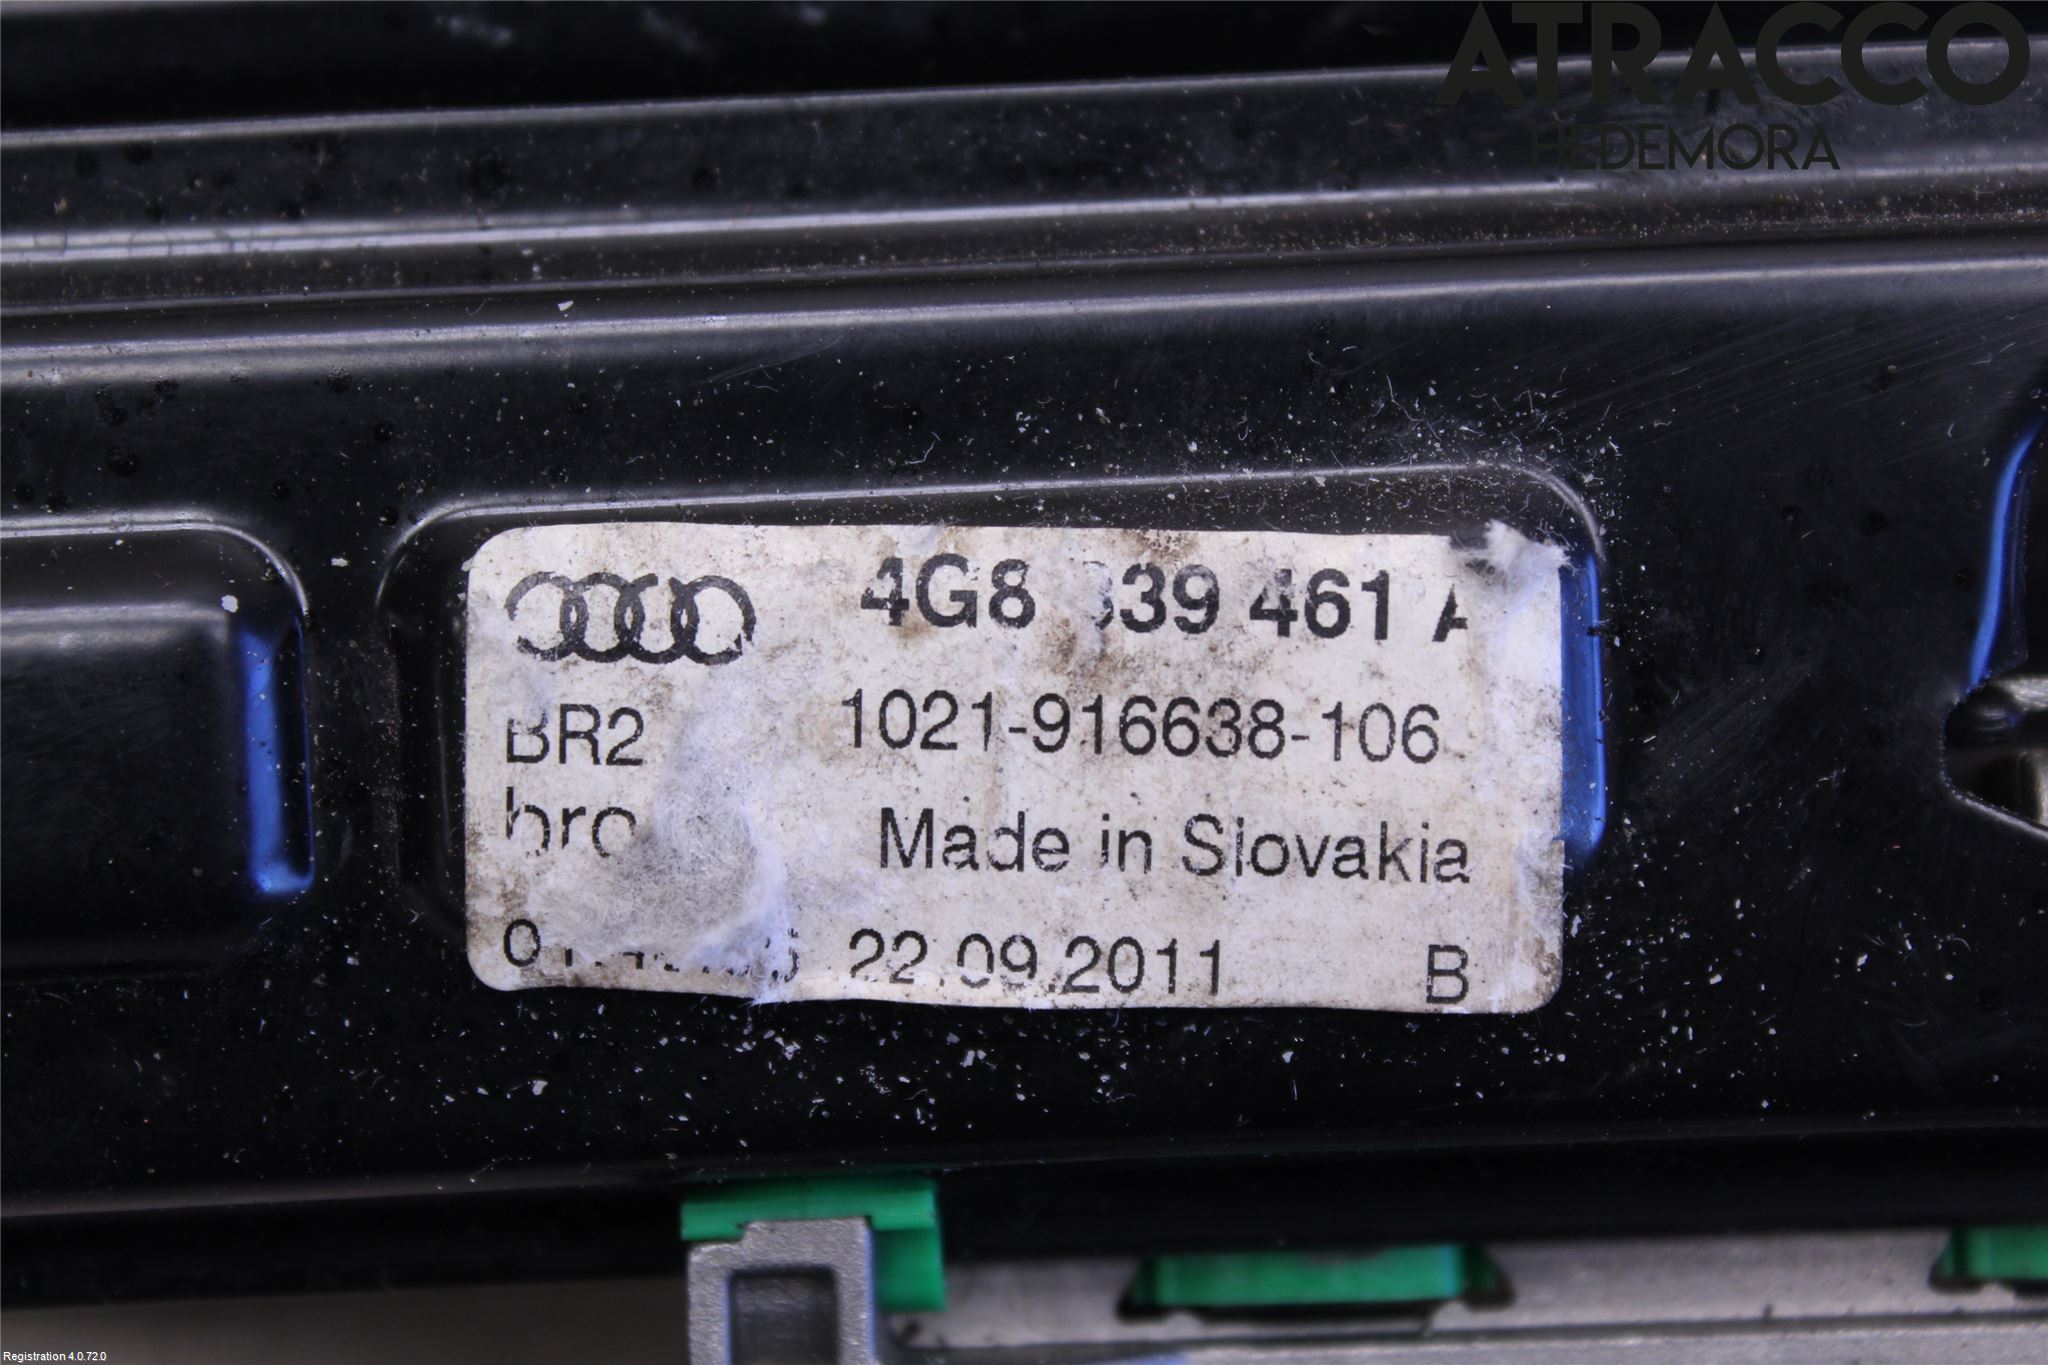 ATRACCO
HEDEMORA
4G8 839 461 A
BR2 1021-916638-106
Made in Slovakia
22.09.2011 B
Registration 4.0.72.0